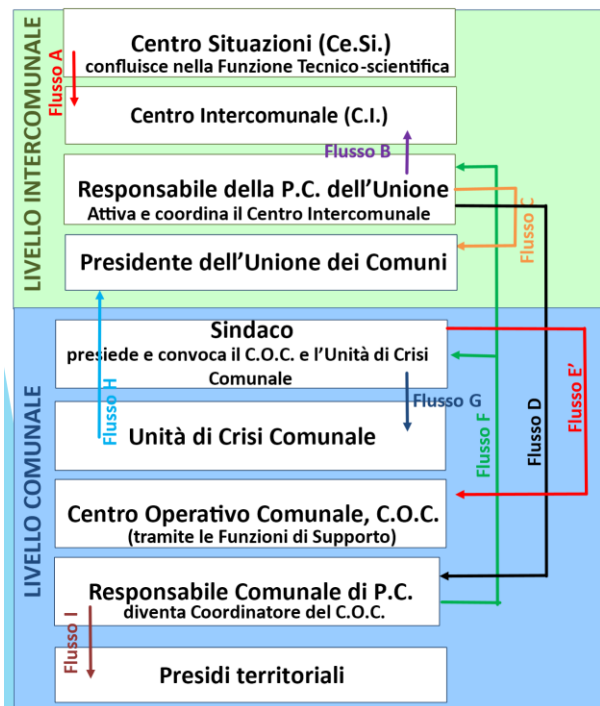 LIVELLO INTERCOMUNALE
Centro Situazioni (Ce.Si.)
confluisce nella Funzione Tecnico-scientifica
Flusso A
Centro Intercomunale (C.I.)
Flusso B
Responsabile della P.C. dell'Unione
Attiva e coordina il Centro Intercomunale
Flusso C
Presidente dell'Unione dei Comuni
LIVELLO COMUNALE
Sindaco
presiede e convoca il C.O.C. e l'Unità di Crisi
Comunale
Flusso H
Flusso G
Flusso F
Flusso D
Flusso E'
Unità di Crisi Comunale
Centro Operativo Comunale, C.O.C.
(tramite le Funzioni di Supporto)
Responsabile Comunale di P.C.
diventa Coordinatore del C.O.C.
Flusso I
Presidi territoriali